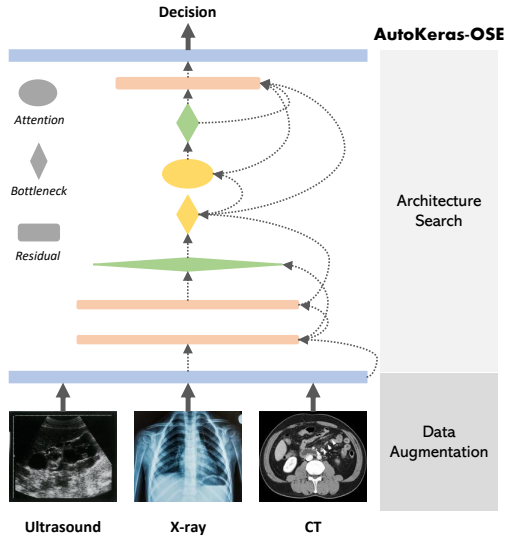 Decision
AutoKeras-OSE
Attention
Bottleneck
Residual
Architecture
Search
Data
Augmentation
Ultrasound
X-ray
CT